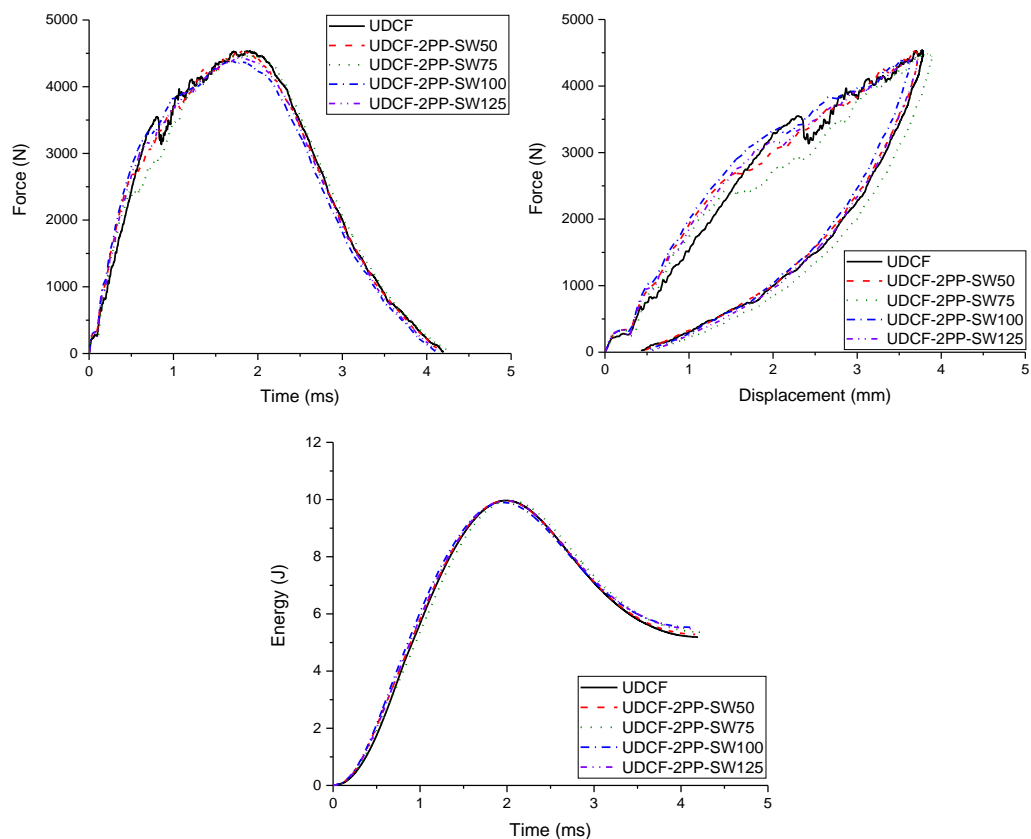 5000
4000
3000
2000
1000
0
Force (N)
0 1 2 3 4 5
Time (ms)
UDCF
UDCF-2PP-SW50
UDCF-2PP-SW75
UDCF-2PP-SW100
UDCF-2PP-SW125
5000
4000
3000
2000
1000
0
Force (N)
0 1 2 3 4 5
Displacement (mm)
UDCF
UDCF-2PP-SW50
UDCF-2PP-SW75
UDCF-2PP-SW100
UDCF-2PP-SW125
12
10
8
6
4
2
0
Energy (J)
0 1 2 3 4 5
Time (ms)
UDCF
UDCF-2PP-SW50
UDCF-2PP-SW75
UDCF-2PP-SW100
UDCF-2PP-SW125